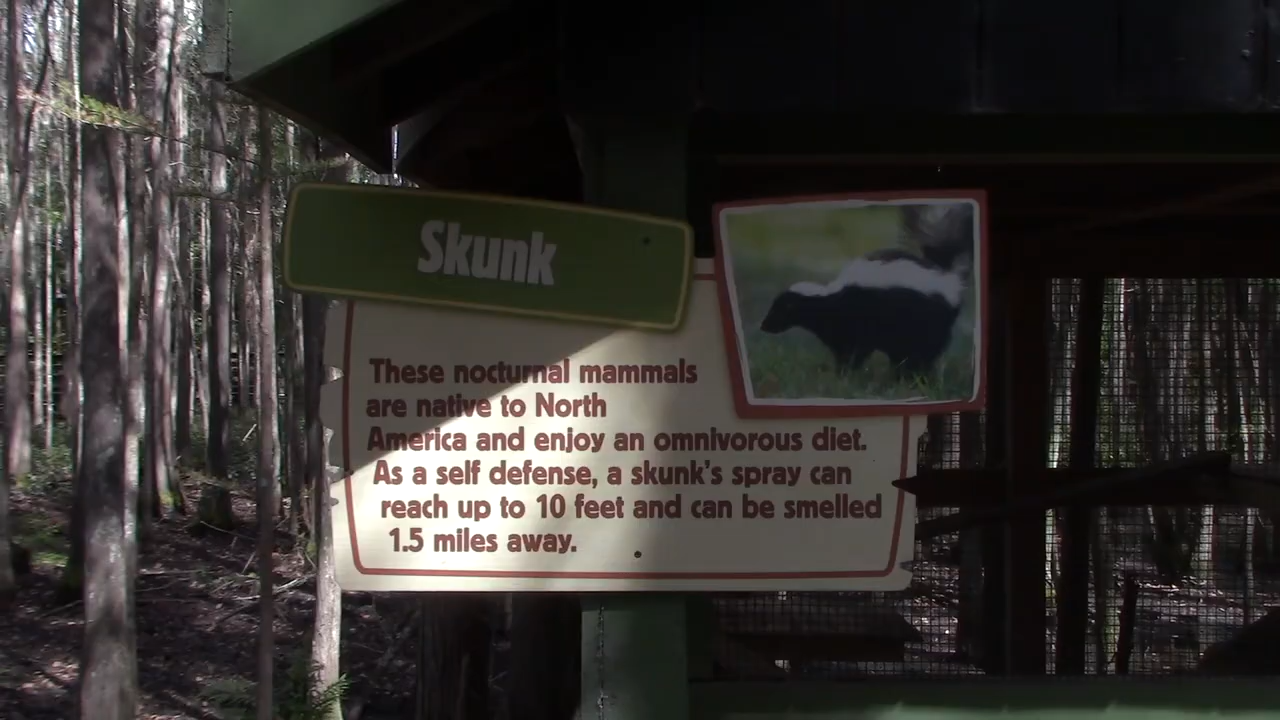 Skunk
These nocturnal mammals
are native to North
America and enjoy an omnivorous diet.
As a self defense, a skunk's spray can
reach up to 10 feet and can be smelled
1.5 miles away.